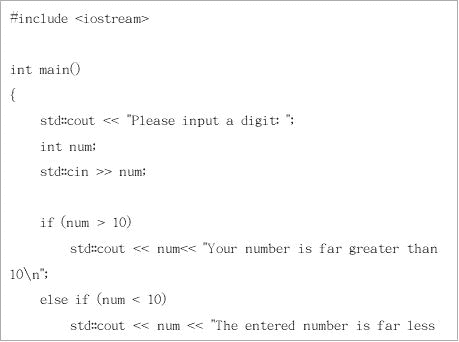 #include <iostream>
int main()
{
std::cout << "Please input a digit: ";
int num;
std::cin >> num;
if (num > 10)
std::cout << num<< "Your number is far greater than
10\n";
else if (num < 10)
std::cout << num << "The entered number is far less